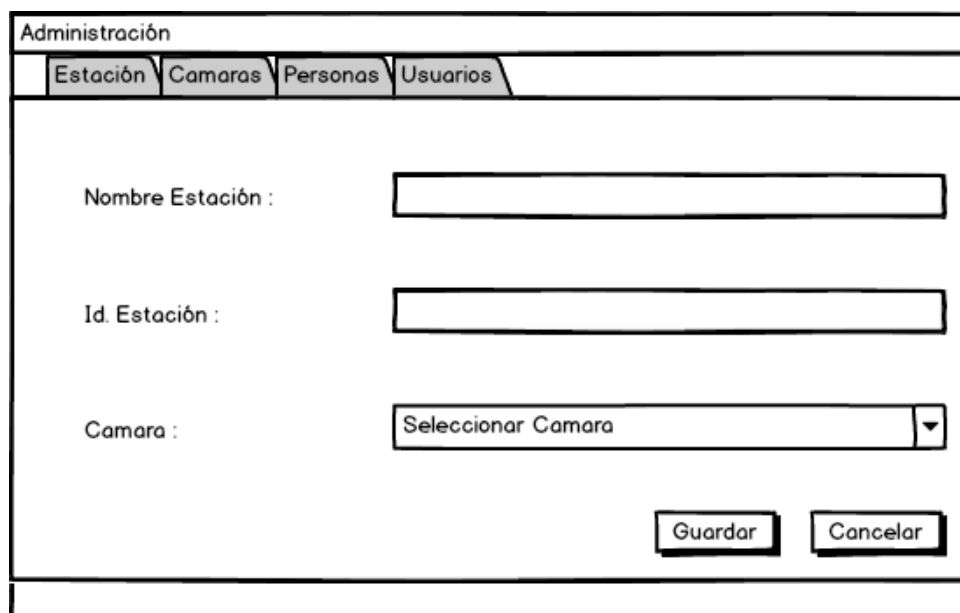 Administración
Estación Camaras Personas Usuarios
Nombre Estación :
Id. Estación :
Camara : Seleccionar Camara
Guardar Cancelar